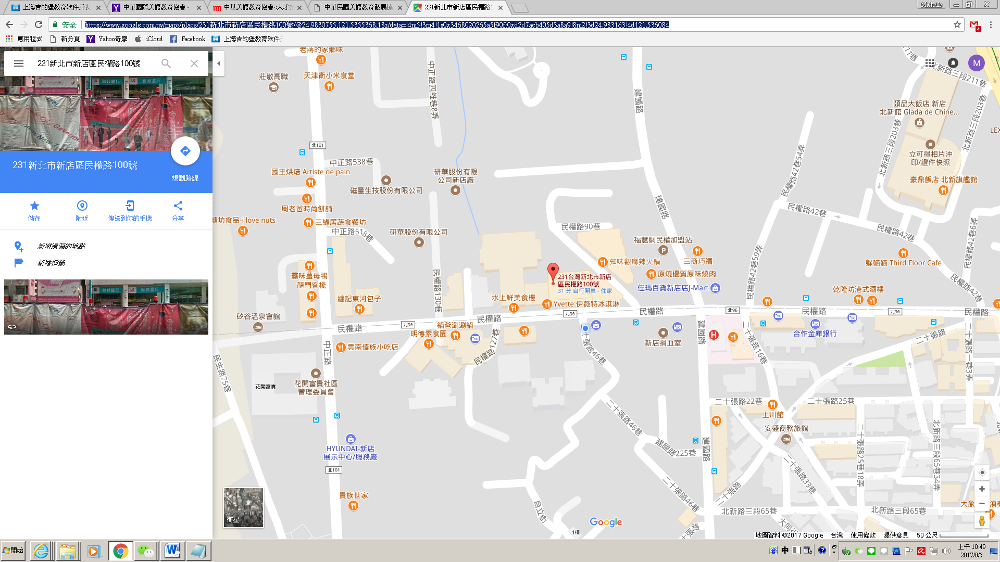 上海吉的堡教育软件开发
中華國際美語教育協會 - Y
中華美語教育協會<人才招
中華民國美語教育發展協
231新北市新店區民權路1
Michelle
安全
https://www.google.com.tw/maps/place/231新北市新店區民權路100號/@24.9830755,121.5355368,18z/data=!4m5!3m4!1s0x3468020265a5f90f:0xd2d7acb405d3a8a9!8m2!3d24.983163!4d121.536084
4
應用程式
新分頁
Yahoo奇摩
iCloud
Facebook
上海吉的堡教育软件开
231新北市新店區民權路100號
聯邦銀行
聯邦銀行
231新北市新店區民權路100號
規劃路線
儲存
附近
傳送到你的手機
分享
新增遺漏的地點
新增標籤
聯邦銀行
聯邦銀行
老蔣的家鄉味
莊敬高職
天津衛小米食堂
中正路四維巷8弄
建國路
M
北新路三段211巷
頤品大飯店 新店
北新館 Glada de Chine...
北新路三段203巷
北新路三段203巷
LEX
北101
中正路538巷
國王烘焙 Artiste de pain
研華股份有限
公司新店廠
磁量生技股份有限公司
立可得相片沖
印/證件快照
豪鼎飯店 北新旗艦館
民權路42巷54弄
周老爸時尚餅舖
建國路
民權路42巷
糖坊食品-i love nuts
三緣居蔬食餐坊
中正路518巷
研華股份有限公司
民權路90巷
民權路42巷
民權路42巷6弄
福慧網民權加盟站
知味觀麻辣火鍋
三商巧福
民權路42巷59弄
躲貓貓 Third Floor Cafe
霸味薑母鴨
龍門客棧
民權路130巷
231台灣新北市新店
區民權路100號
31 分 自行開車 - 住家
原燒優質原味燒肉
佳瑪百貨新店店J-Mart
乾隆坊港式酒樓
民權路42巷
纏記東河包子
水上鮮美食樓
Yvette 伊薇特冰淇淋
矽谷溫泉會館
北96
民權路
民權路
北96
民權路
北96
民權路
北96
民權路
鍋爸涮涮鍋
明德素食園
民權路127巷
二十張路46巷
新店捐血室
建國路
二十張路16巷
合作金庫銀行
二十張路
二十張路一巷3弄
中正路
雲南傣族小吃店
民生路75巷
花開富貴
花開富貴社區
管理委員會
二十張路46巷
二十張路22巷
二十張路25巷
上川館
安盛商務旅館
HYUNDAI-新店
展示中心/服務廠
建國路225巷
建國路
二十張路25巷18弄
北新路三段65巷34弄
北101
二十張路33巷
二十張路46巷
二十張路
貴族世家
自立街
北新路三段65巷
北新路三段65巷
衛星
Google
1樓
地圖資料 ©2017 Google
台灣
使用條款
提供意見
50 公尺
開始
中
上午 10:49
2017/8/3